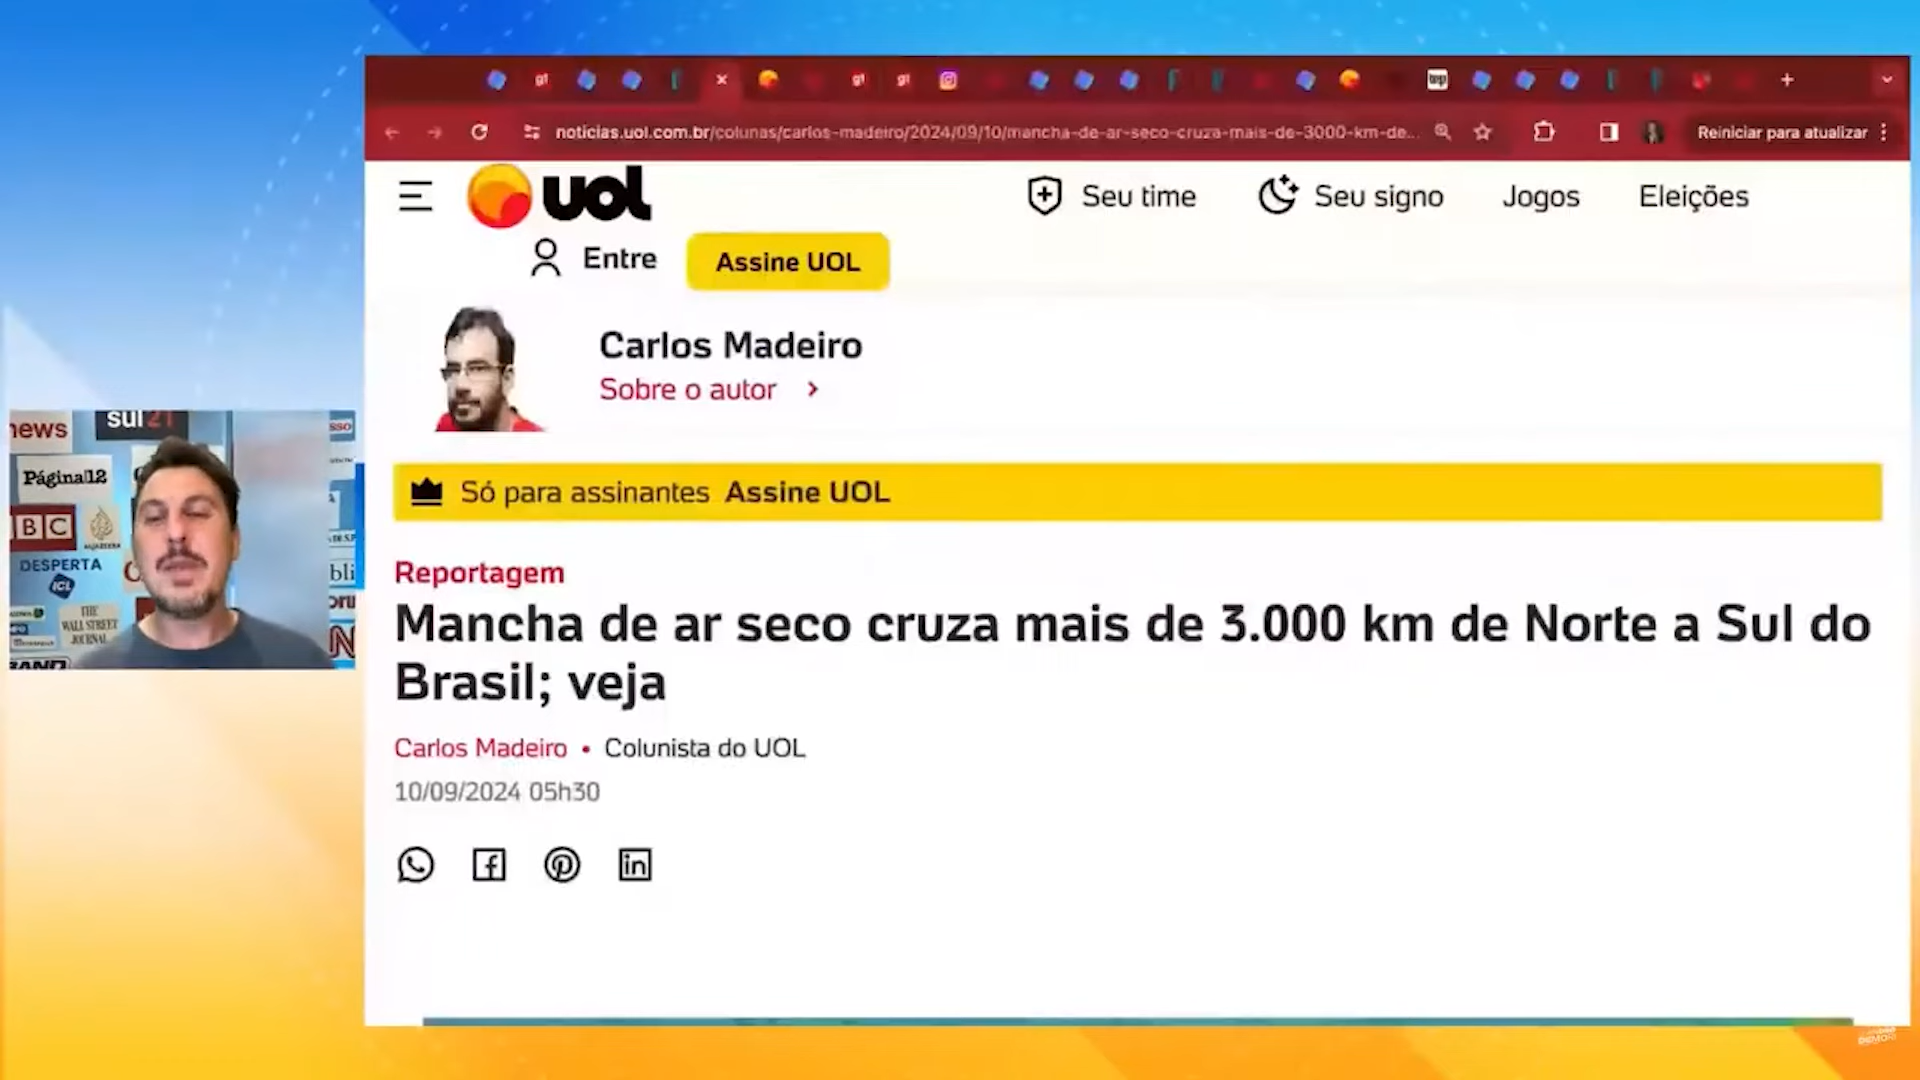 noticias.uol.com.br/colunas/carlos-madeiro/2024/09/10/mancha-de-ar-seco-cruza-mais-de-3000-km-de...
Reiniciar para atualizar
uol
Seu time
Seu signo
Jogos
Eleições
Entre
Assine UOL
Carlos Madeiro
Sobre o autor
Só para assinantes Assine UOL
Reportagem
Mancha de ar seco cruza mais de 3.000 km de Norte a Sul do
Brasil; veja
Carlos Madeiro • Colunista do UOL
10/09/2024 05h30
news
sul21
Página12
BBC
DESPERTA
ICL
THE
WALL STREET
JOURNAL
BAND